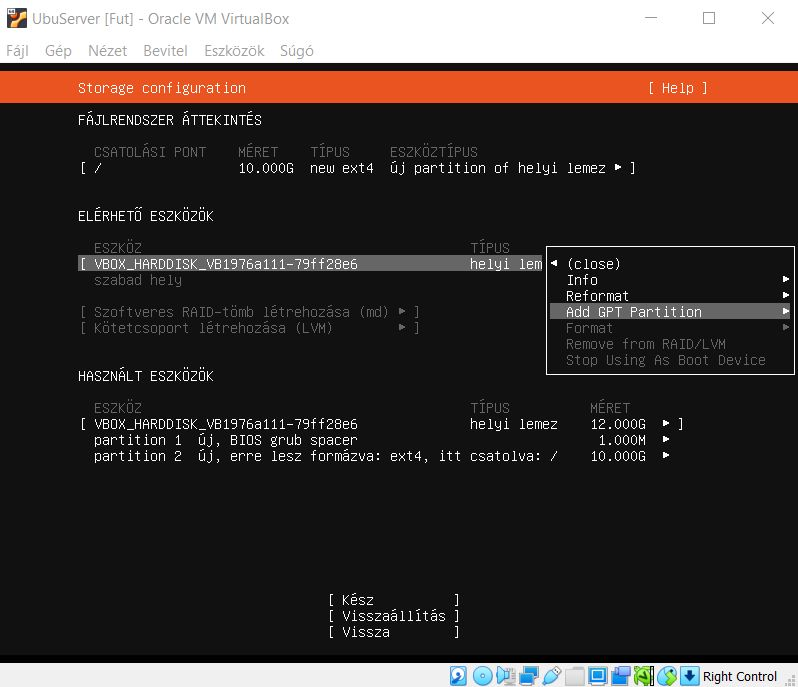 UbuServer [Fut] - Oracle VM VirtualBox
Fájl Gép Nézet Bevitel Eszközök Súgó
Storage configuration [ Help ]
FÁJLRENDSZER ÁTTEKINTÉS
CSATOLÁSI PONT MÉRET TÍPUS ESZKÖZTÍPUS
[ / 10.000G new ext4 új partition of helyi lemez ▸ ]
ELÉRHETŐ ESZKÖZÖK
ESZKÖZ TÍPUS
[ VBOX_HARDDISK_VB1976a111-79ff28e6 helyi lem
szabad hely
[ Szoftveres RAID-tömb létrehozása (md) ▸ ]
[ Kötetcsoport létrehozása (LVM) ▸ ]
◂ (close)
Info ▸
Reformat ▸
Add GPT Partition ▸
Format ▸
Remove from RAID/LVM
Stop Using As Boot Device
HASZNÁLT ESZKÖZÖK
ESZKÖZ TÍPUS MÉRET
[ VBOX_HARDDISK_VB1976a111-79ff28e6 helyi lemez 12.000G ▸ ]
partition 1 új, BIOS grub spacer 1.000M ▸
partition 2 új, erre lesz formázva: ext4, itt csatolva: / 10.000G ▸
[ Kész ]
[ Visszaállítás ]
[ Vissza ]
Right Control